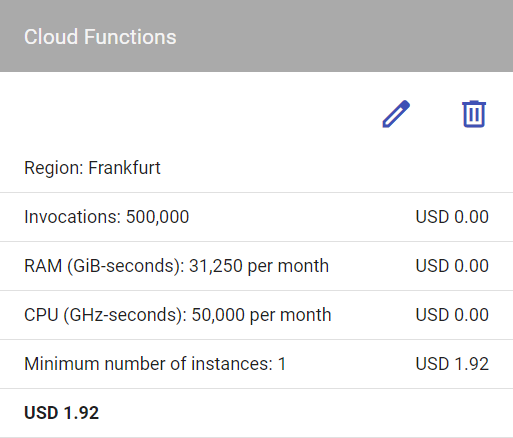 Cloud Functions
Region: Frankfurt
Invocations: 500,000 USD 0.00
RAM (GiB-seconds): 31,250 per month USD 0.00
CPU (GHz-seconds): 50,000 per month USD 0.00
Minimum number of instances: 1 USD 1.92
USD 1.92